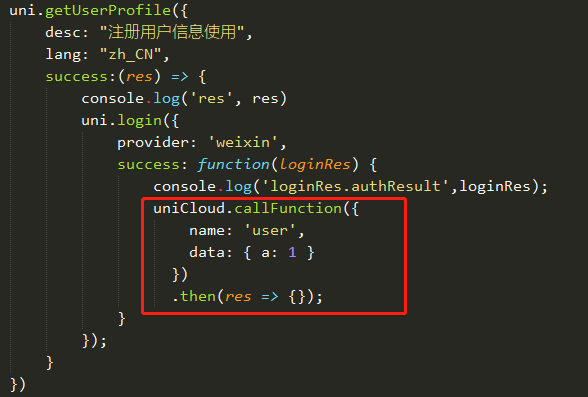 uni.getUserProfile({
desc: "注册用户信息使用",
lang: "zh_CN",
success:(res) => {
console.log('res', res)
uni.login({
provider: 'weixin',
success: function(loginRes) {
console.log('loginRes.authResult',loginRes);
uniCloud.callFunction({
name: 'user',
data: { a: 1 }
})
.then(res => {});
}
});
}
})